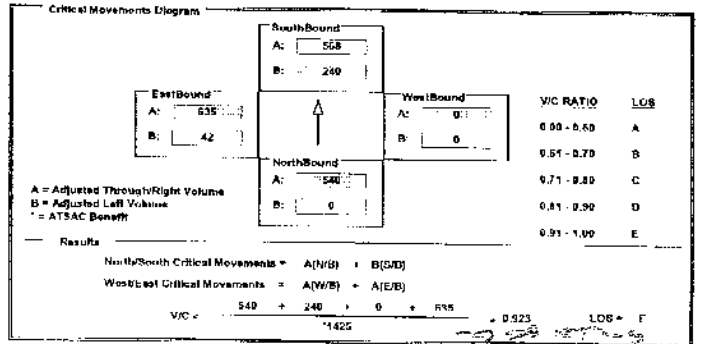 Critical Movements Diagram
SouthBound
A: 568
B: 240
EastBound
A: 635
B: 42
WestBound
A: 0
B: 0
NorthBound
A: 540
B: 0
V/C RATIO LOS
0.00 - 0.60 A
0.61 - 0.70 B
0.71 - 0.80 C
0.81 - 0.90 D
0.91 - 1.00 E
A = Adjusted Through/Right Volume
B = Adjusted Left Volume
* = ATSAC Benefit
Results
North/South Critical Movements = A(N/B) + B(S/B)
West/East Critical Movements = A(W/B) + A(E/B)
V/C = 540 + 240 + 0 + 635
*1425
= 0.923 LOS =